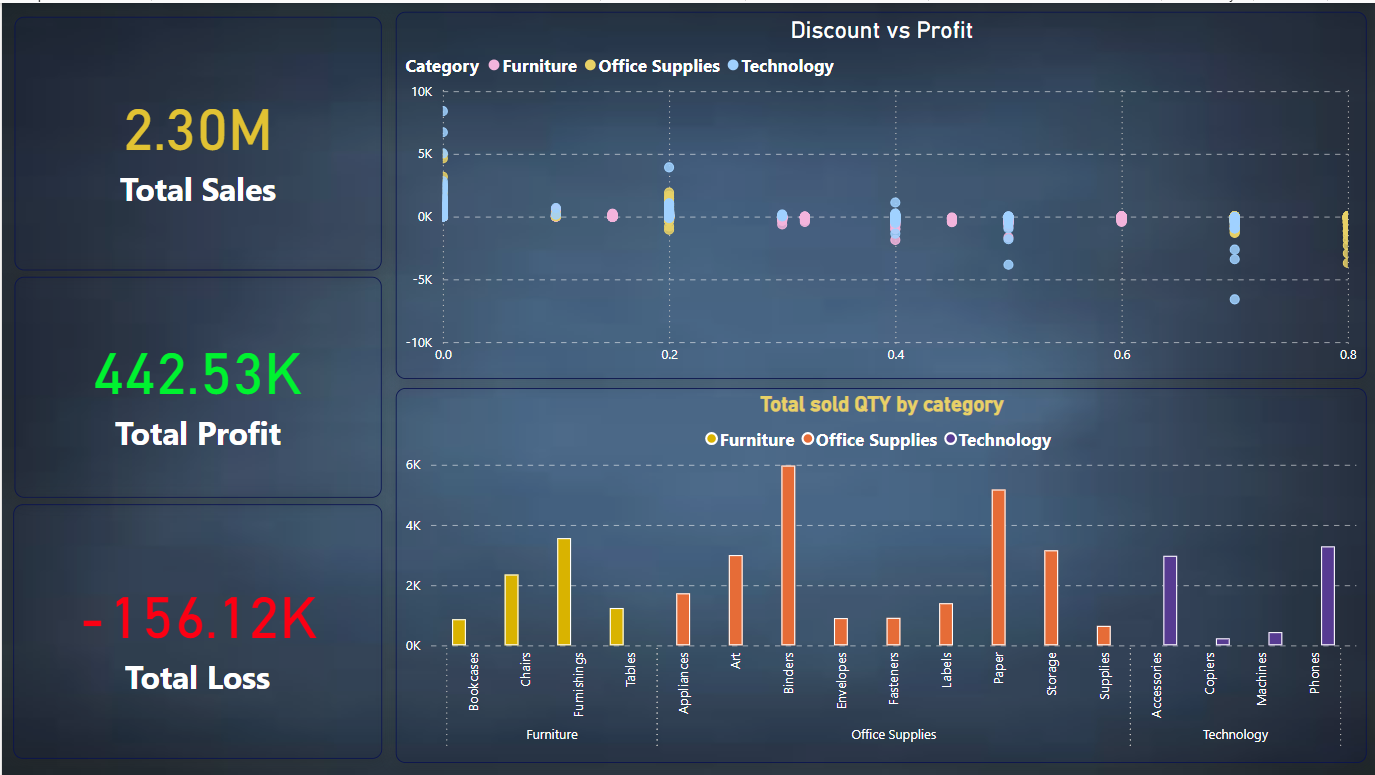 2.30M
Total Sales
442.53K
Total Profit
-156.12K
Total Loss
Discount vs Profit
Category Furniture Office Supplies Technology
10K
5K
0K
-5K
-10K
0.0 0.2 0.4 0.6 0.8
Total sold QTY by category
Furniture Office Supplies Technology
6K
4K
2K
0K
Bookcases Chairs Furnishings Tables Appliances Art Binders Envelopes Fasteners Labels Paper Storage Supplies Accessories Copiers Machines Phones
Furniture Office Supplies Technology